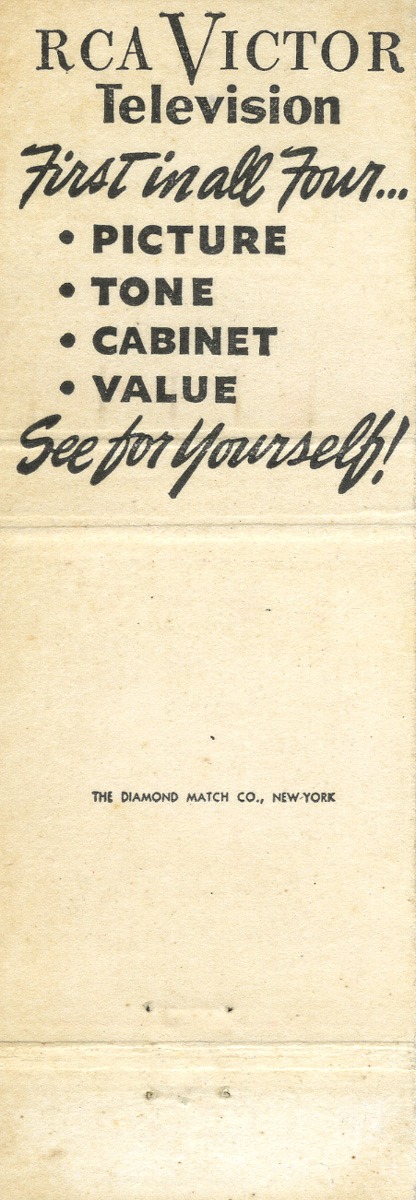 RCA VICTOR
Television
First in all Four...
• PICTURE
• TONE
• CABINET
• VALUE
See for Yourself!
THE DIAMOND MATCH CO., NEW-YORK